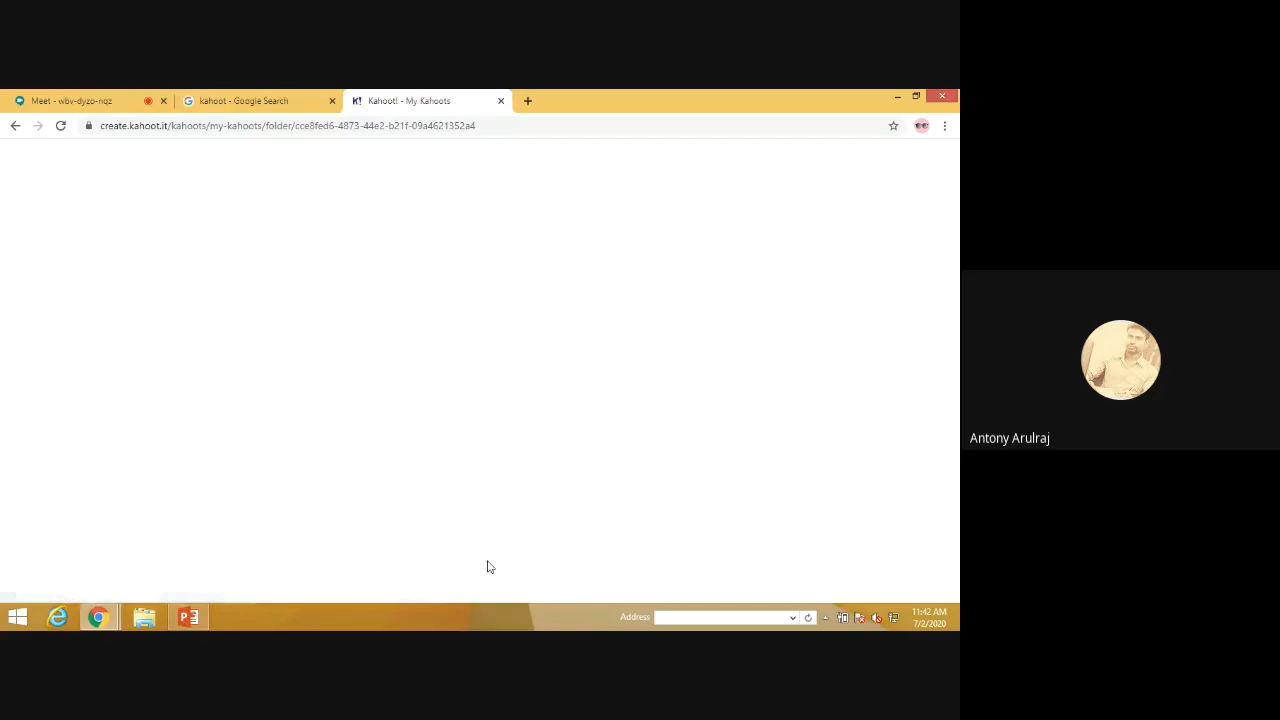 Meet - wbv-dyzo-nqz
kahoot - Google Search
K! Kahoot! - My Kahoots
create.kahoot.it/kahoots/my-kahoots/folder/cce8fed6-4873-44e2-b21f-09a4621352a4
Antony Arulraj
Address
11:42 AM
7/2/2020